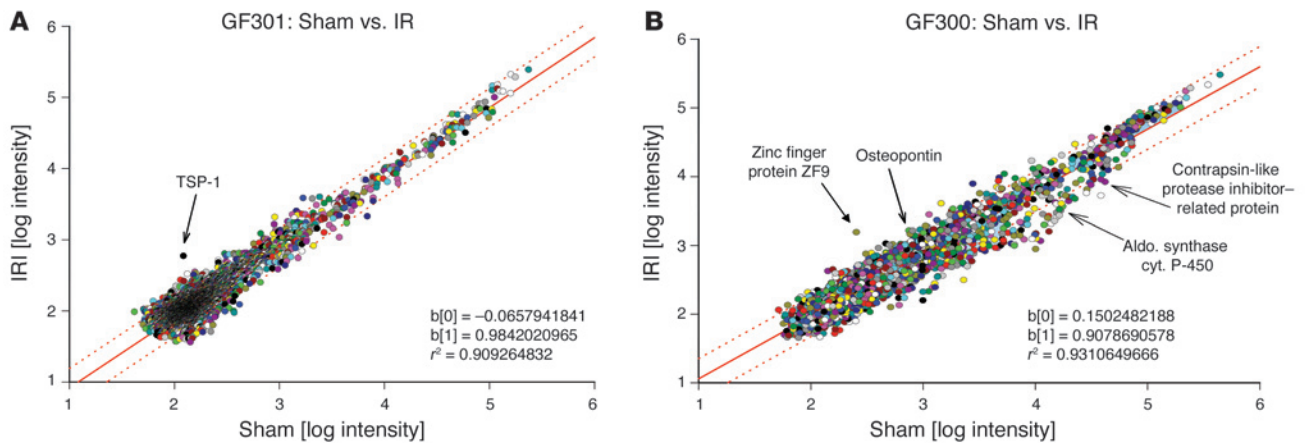 A
GF301: Sham vs. IR
IRI [log intensity]
6
5
4
3
2
1
TSP-1
b[0] = −0.0657941841
b[1] = 0.9842020965
r² = 0.909264832
1 2 3 4 5 6
Sham [log intensity]
B
GF300: Sham vs. IR
IRI [log intensity]
6
5
4
3
2
1
Zinc finger
protein ZF9
Osteopontin
Contrapsin-like
protease inhibitor–
related protein
Aldo. synthase
cyt. P-450
b[0] = 0.1502482188
b[1] = 0.9078690578
r² = 0.9310649666
1 2 3 4 5 6
Sham [log intensity]